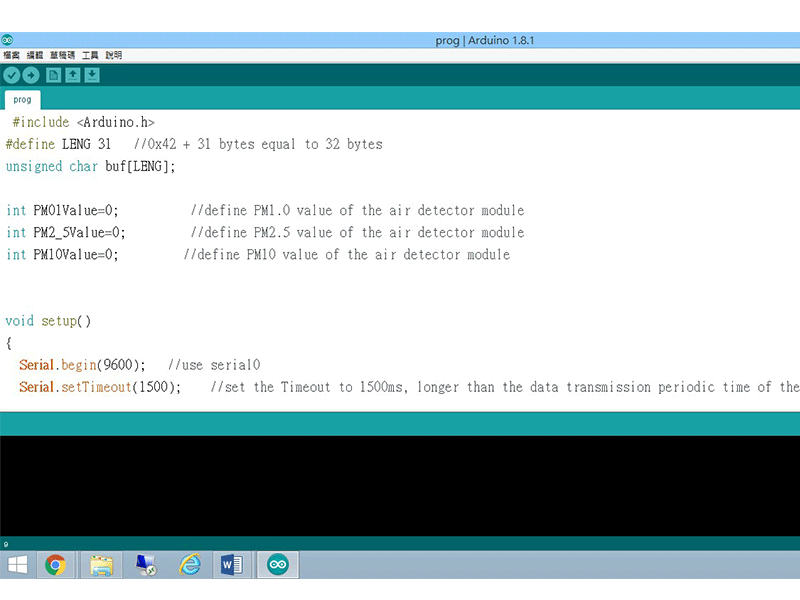 prog | Arduino 1.8.1
檔案 編輯 草稿碼 工具 說明
prog
#include <Arduino.h>
#define LENG 31 //0x42 + 31 bytes equal to 32 bytes
unsigned char buf[LENG];
int PM01Value=0; //define PM1.0 value of the air detector module
int PM2_5Value=0; //define PM2.5 value of the air detector module
int PM10Value=0; //define PM10 value of the air detector module
void setup()
{
Serial.begin(9600); //use serial0
Serial.setTimeout(1500); //set the Timeout to 1500ms, longer than the data transmission periodic time of the
9